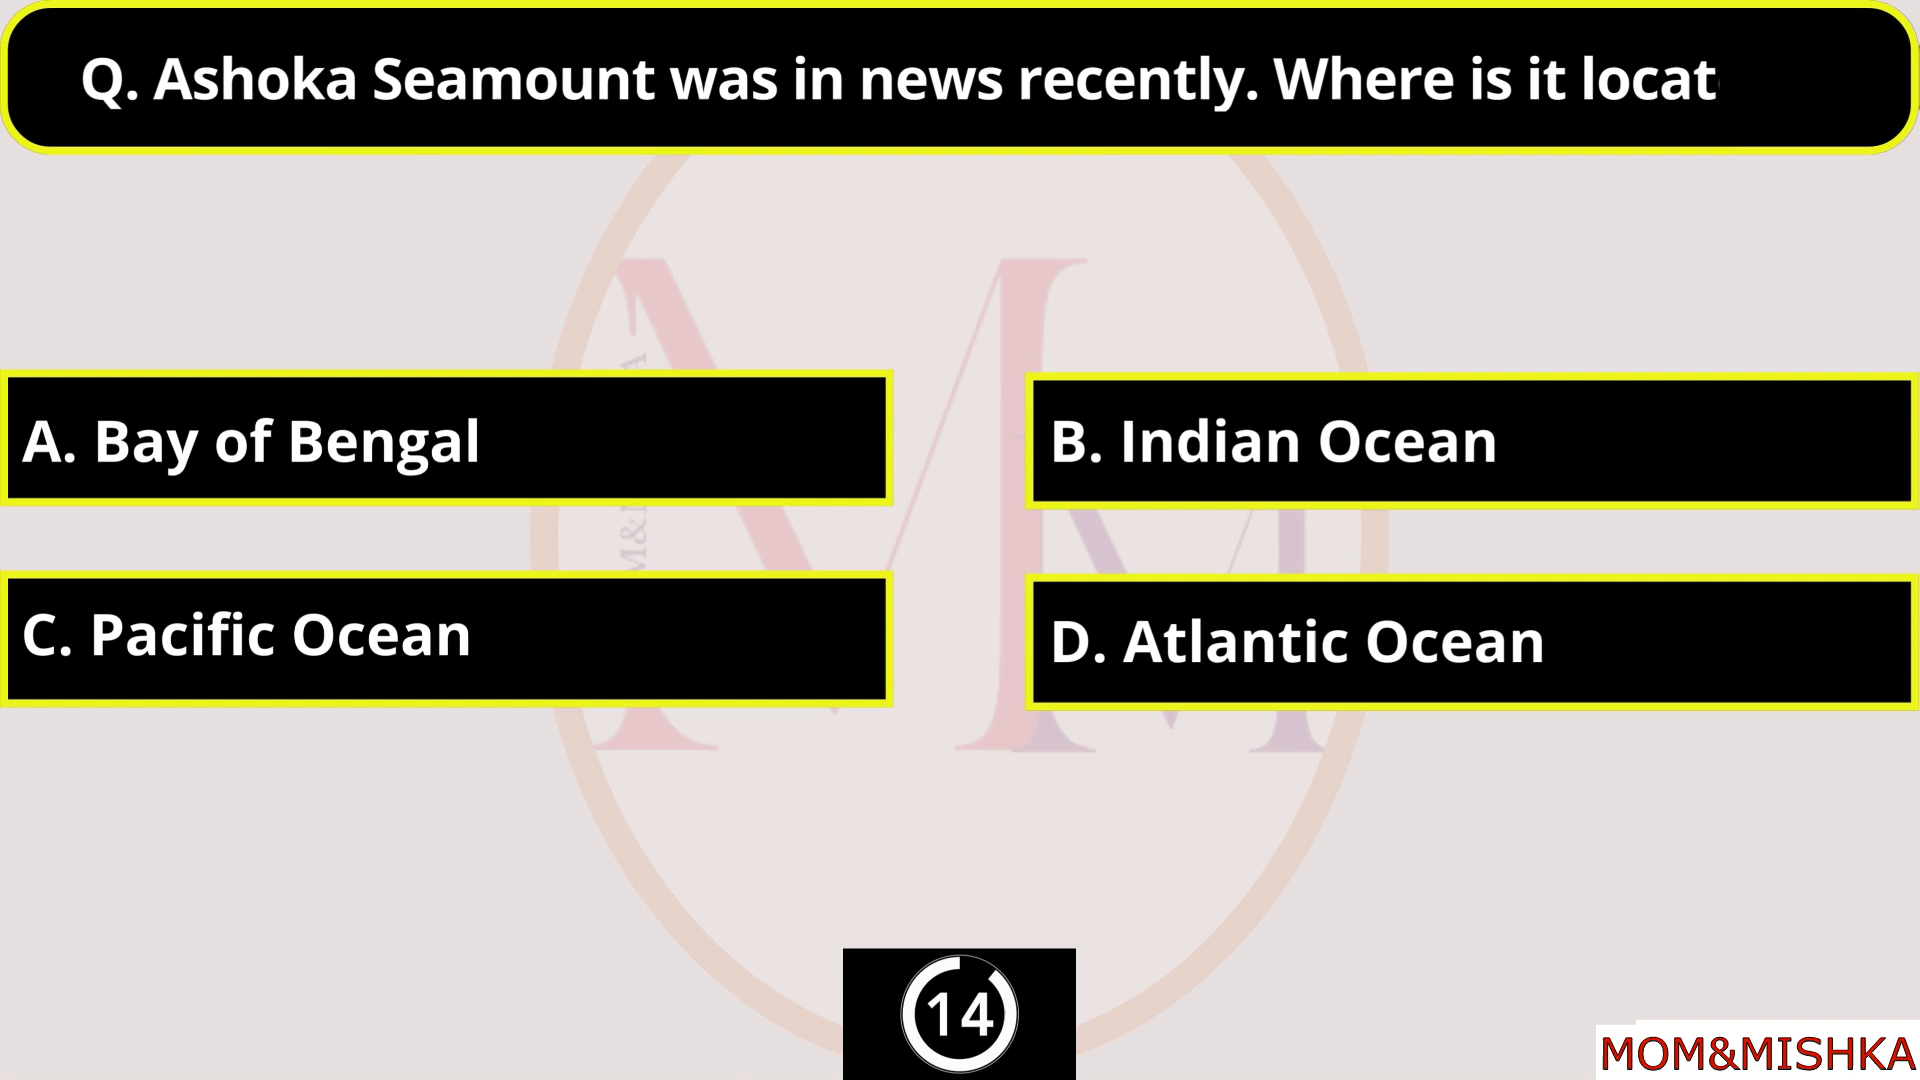 Q. Ashoka Seamount was in news recently. Where is it locat
A. Bay of Bengal
B. Indian Ocean
C. Pacific Ocean
D. Atlantic Ocean
14
MOM&MISHKA